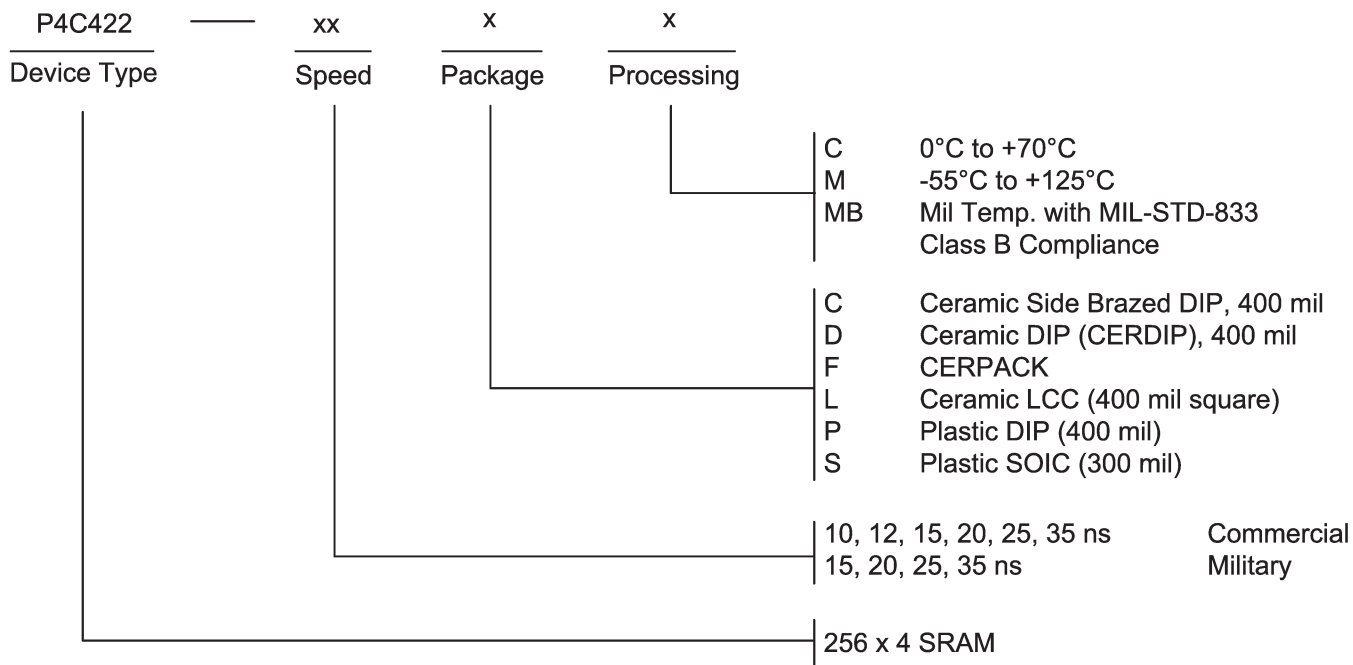 P4C422 xx x x
Device Type Speed Package Processing
C 0°C to +70°C
M -55°C to +125°C
MB Mil Temp. with MIL-STD-833
Class B Compliance
C Ceramic Side Brazed DIP, 400 mil
D Ceramic DIP (CERDIP), 400 mil
F CERPACK
L Ceramic LCC (400 mil square)
P Plastic DIP (400 mil)
S Plastic SOIC (300 mil)
10, 12, 15, 20, 25, 35 ns Commercial
15, 20, 25, 35 ns Military
256 x 4 SRAM